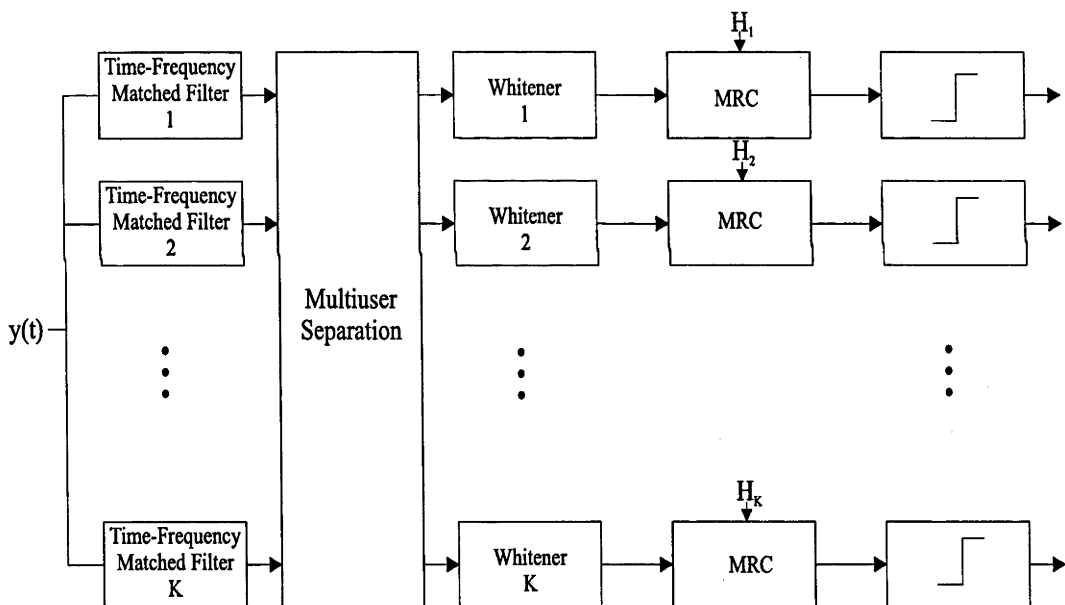 H₁
Time-Frequency
Matched Filter
1
Whitener
1
MRC
H₂
Time-Frequency
Matched Filter
2
Whitener
2
MRC
Multiuser
Separation
y(t)
H_K
Time-Frequency
Matched Filter
K
Whitener
K
MRC